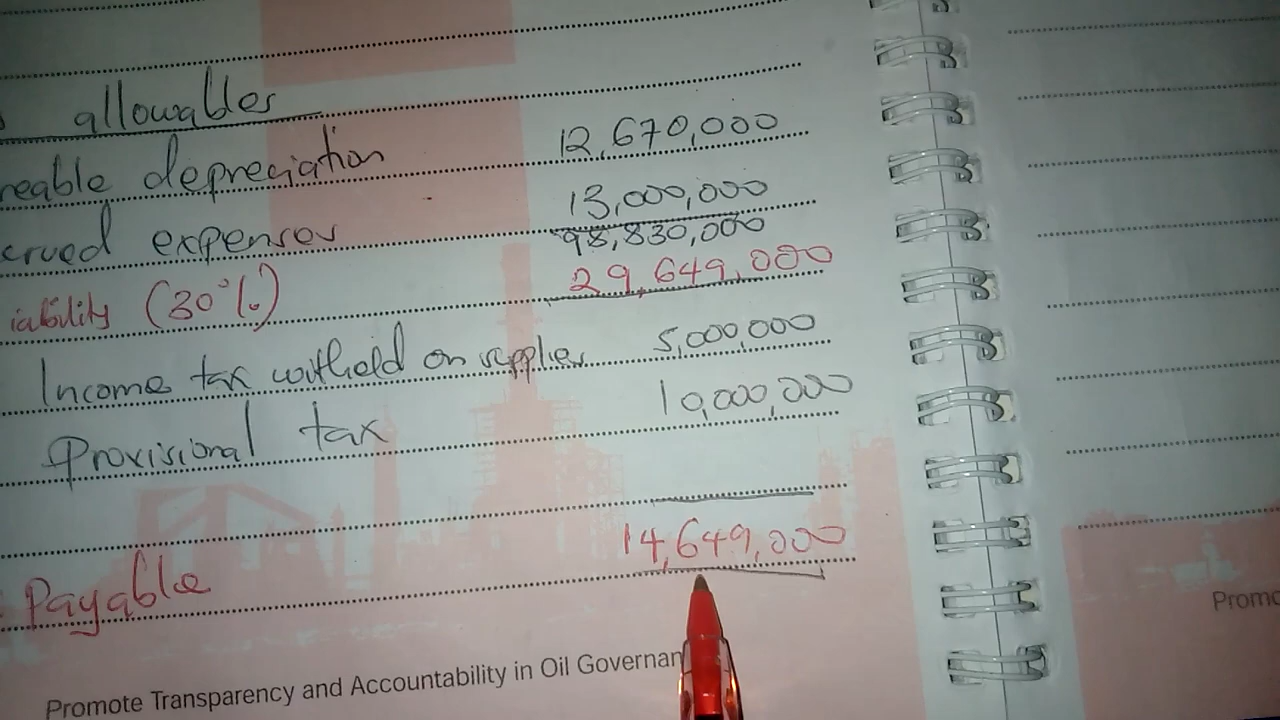 allowables
reable depreciation 12,670,000
crued expenses 13,000,000
98,830,000
iability (30%) 29,649,000
Income tax witheld on supplies 5,000,000
Provisional tax 10,000,000
14,649,000
Payable
Promote Transparency and Accountability in Oil Governan
Promo